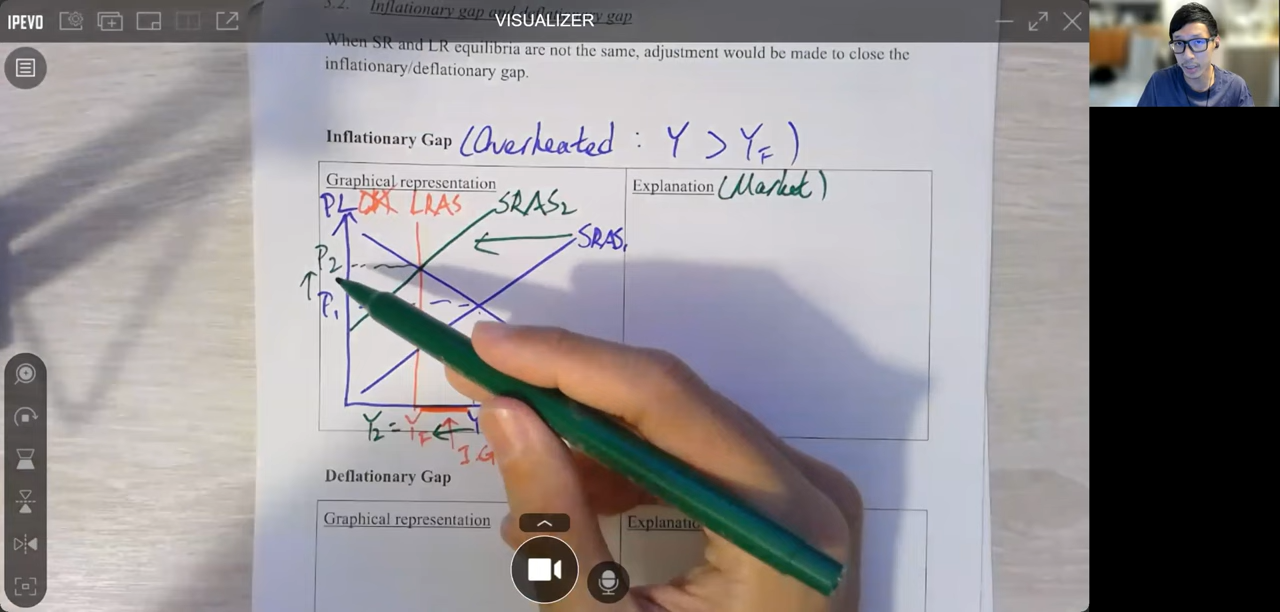 IPEVO
VISUALIZER
3.2. Inflationary gap and deflationary gap
When SR and LR equilibria are not the same, adjustment would be made to close the
inflationary/deflationary gap.
Inflationary Gap (Overheated : Y > YF)
Graphical representation
Explanation (Market)
PL LRAS SRAS2
SRAS1
P2
P1
Y2 = YF Y
I.G
Deflationary Gap
Graphical representation